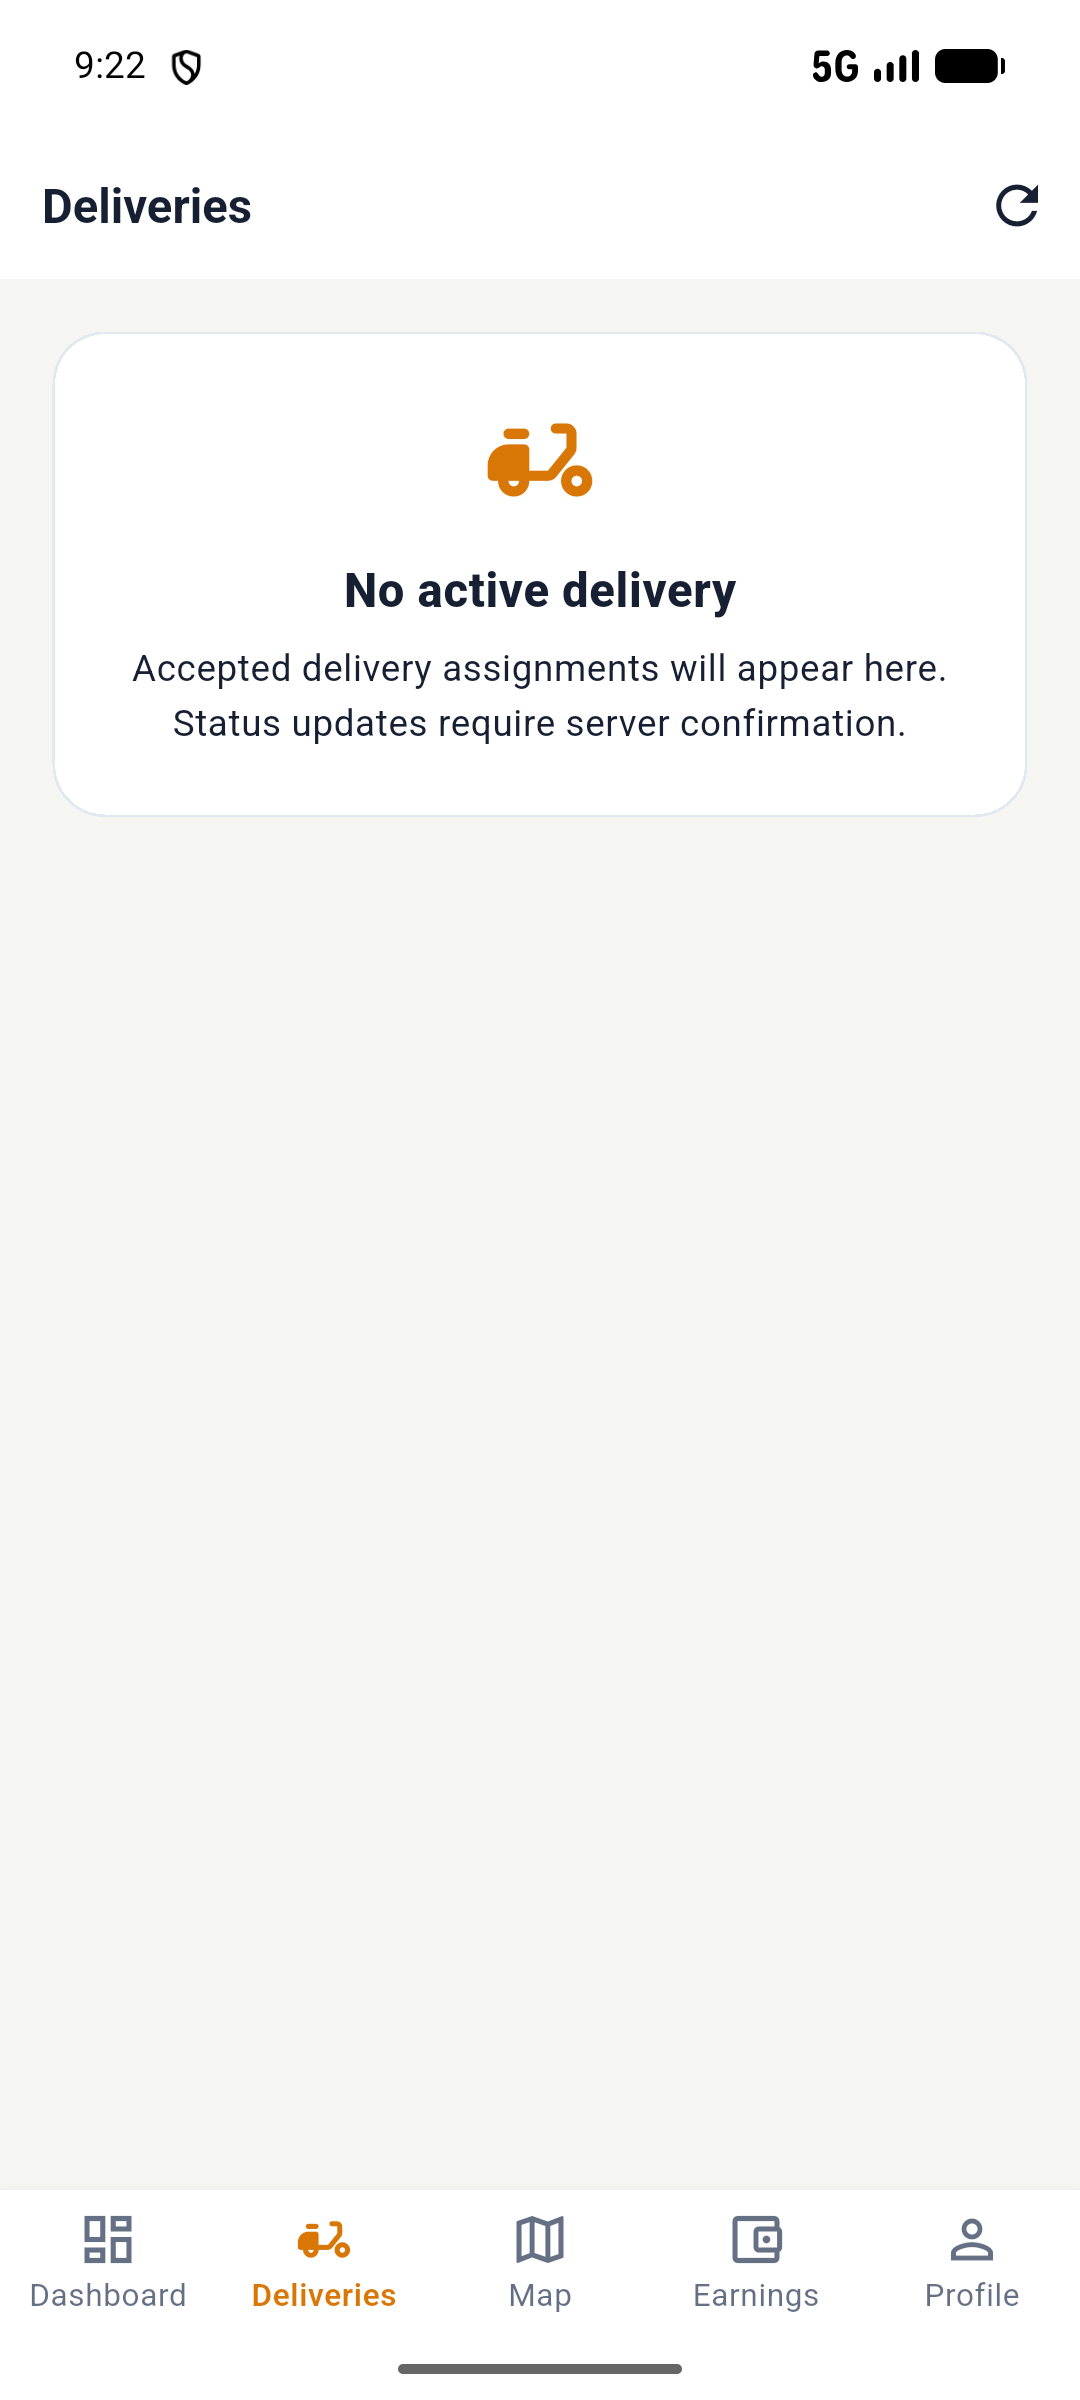 9:22
5G
Deliveries
No active delivery
Accepted delivery assignments will appear here.
Status updates require server confirmation.
Dashboard
Deliveries
Map
Earnings
Profile